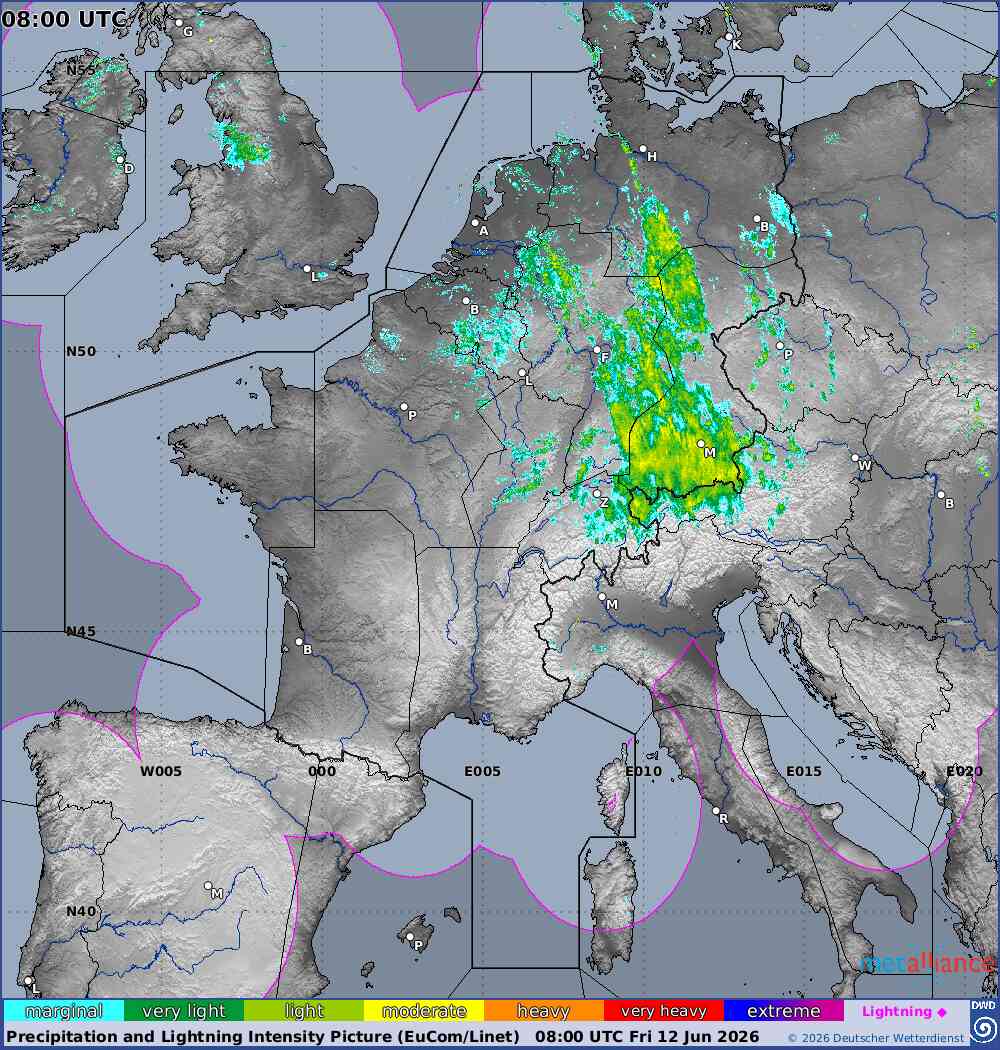 08:00 UTC
G
K
N55
H
D
B
A
L
B
N50
F
P
L
P
M
W
Z
B
M
N45
B
W005
000
E005
E010
E015
E020
R
M
N40
P
L
metalliance
marginal
very light
light
moderate
heavy
very heavy
extreme
Lightning ◆
DWD
Precipitation and Lightning Intensity Picture (EuCom/Linet) 08:00 UTC Fri 12 Jun 2026 © 2026 Deutscher Wetterdienst